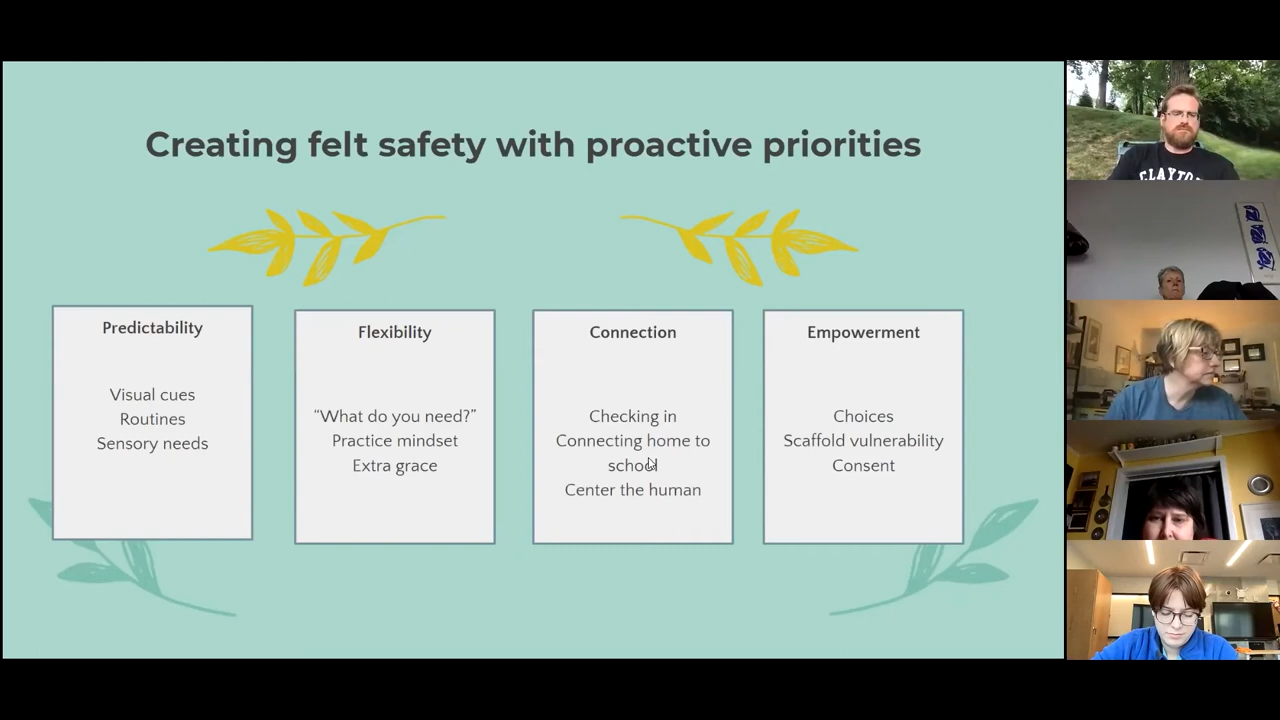 Creating felt safety with proactive priorities
Predictability
Visual cues
Routines
Sensory needs
Flexibility
“What do you need?”
Practice mindset
Extra grace
Connection
Checking in
Connecting home to
school
Center the human
Empowerment
Choices
Scaffold vulnerability
Consent